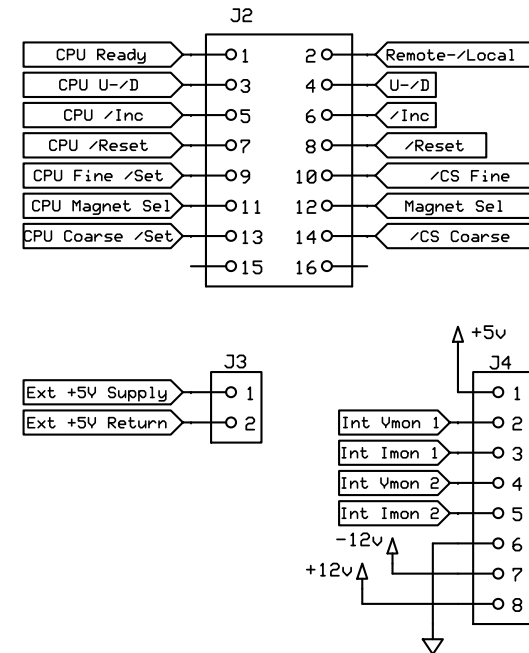 J2
CPU Ready 1 2 Remote-/Local
CPU U-/D 3 4 U-/D
CPU /Inc 5 6 /Inc
CPU /Reset 7 8 /Reset
CPU Fine /Set 9 10 /CS Fine
CPU Magnet Sel 11 12 Magnet Sel
CPU Coarse /Set 13 14 /CS Coarse
15 16
+5v
J3
J4
Ext +5V Supply 1
Ext +5V Return 2
1
Int Vmon 1 2
Int Imon 1 3
Int Vmon 2 4
Int Imon 2 5
6
-12v 7
+12v 8